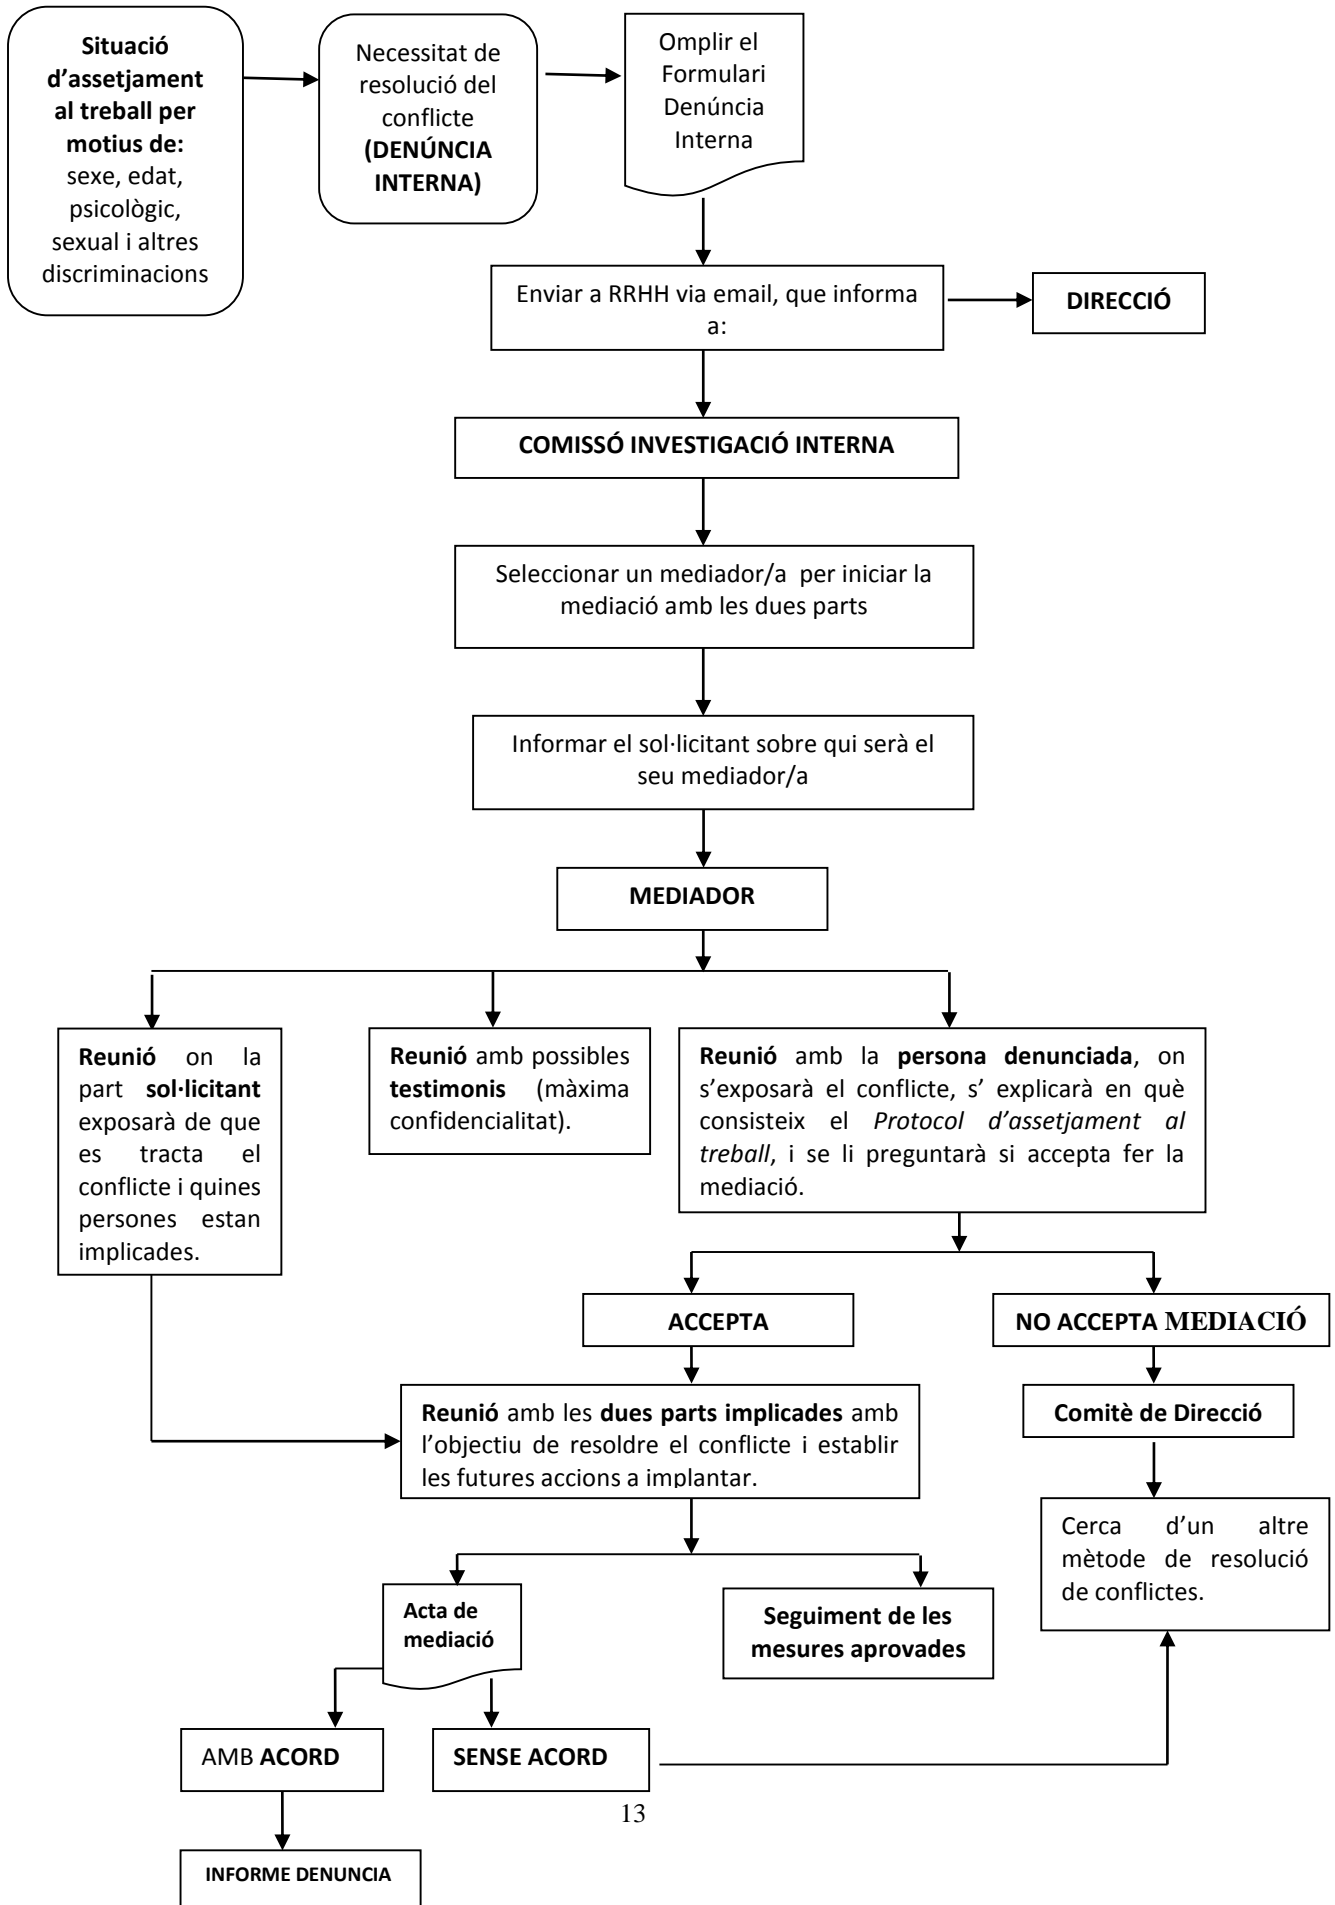 Situació
d’assetjament
al treball per
motius de:
sexe, edat,
psicològic,
sexual i altres
discriminacions
Necessitat de
resolució del
conflicte
(DENÚNCIA
INTERNA)
Omplir el
Formulari
Denúncia
Interna
Enviar a RRHH via email, que informa
a:
DIRECCIÓ
COMISSÓ INVESTIGACIÓ INTERNA
Seleccionar un mediador/a per iniciar la
mediació amb les dues parts
Informar el sol·licitant sobre qui serà el
seu mediador/a
MEDIADOR
Reunió on la
part sol·licitant
exposarà de que
es tracta el
conflicte i quines
persones estan
implicades.
Reunió amb possibles
testimonis (màxima
confidencialitat).
Reunió amb la persona denunciada, on
s’exposarà el conflicte, s’ explicarà en què
consisteix el Protocol d’assetjament al
treball, i se li preguntarà si accepta fer la
mediació.
ACCEPTA
NO ACCEPTA MEDIACIÓ
Reunió amb les dues parts implicades amb
l’objectiu de resoldre el conflicte i establir
les futures accions a implantar.
Comitè de Direcció
Cerca d’un altre
mètode de resolució
de conflictes.
Acta de
mediació
Seguiment de les
mesures aprovades
AMB ACORD
SENSE ACORD
13
INFORME DENUNCIA